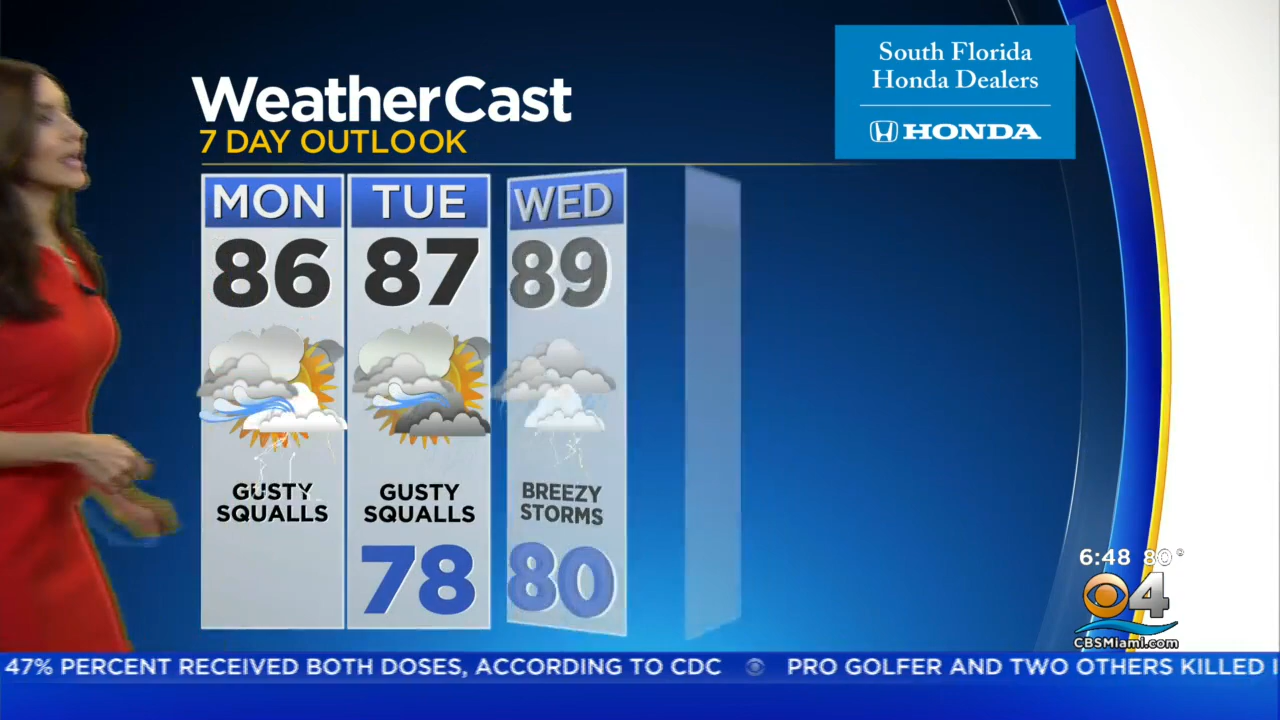 South Florida
Honda Dealers
HONDA
WeatherCast
7 DAY OUTLOOK
MON
86
GUSTY
SQUALLS
TUE
87
GUSTY
SQUALLS
78
WED
89
BREEZY
STORMS
80
6:48 80°
4
CBSMiami.com
47% PERCENT RECEIVED BOTH DOSES, ACCORDING TO CDC
PRO GOLFER AND TWO OTHERS KILLED I